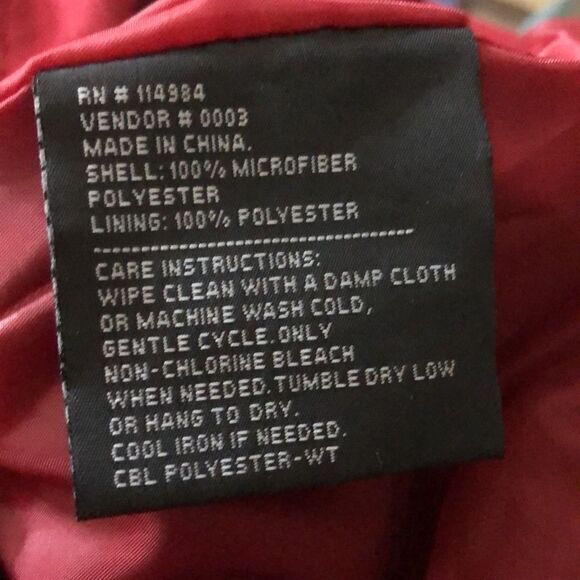 RN # 114984
VENDOR # 0003
MADE IN CHINA.
SHELL: 100% MICROFIBER
POLYESTER
LINING: 100% POLYESTER
CARE INSTRUCTIONS:
WIPE CLEAN WITH A DAMP CLOTH
OR MACHINE WASH COLD,
GENTLE CYCLE.ONLY
NON-CHLORINE BLEACH
WHEN NEEDED.TUMBLE DRY LOW
OR HANG TO DRY.
COOL IRON IF NEEDED.
CBL POLYESTER-WT